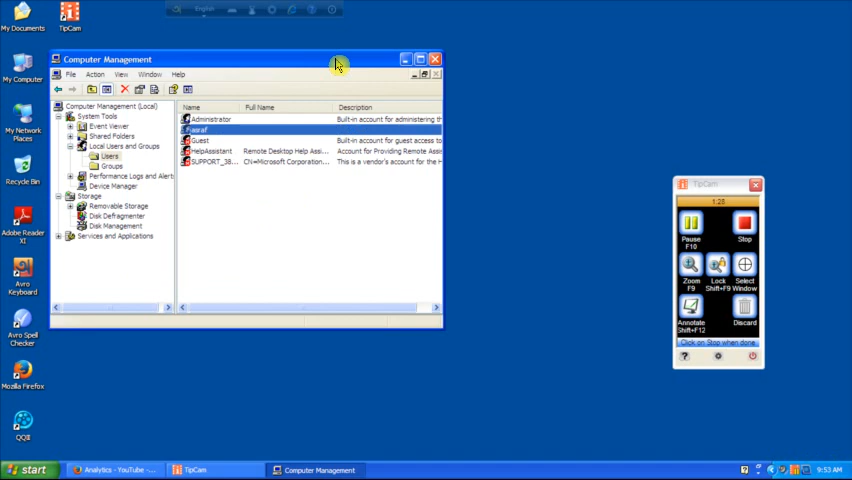 My Documents
TipCam
English
My Computer
My Network
Places
Recycle Bin
Adobe Reader
XI
Avro
Keyboard
Avro Spell
Checker
Mozilla Firefox
Computer Management
File Action View Window Help
Computer Management (Local)
System Tools
Event Viewer
Shared Folders
Local Users and Groups
Users
Groups
Performance Logs and Alert
Device Manager
Storage
Removable Storage
Disk Defragmenter
Disk Management
Services and Applications
Name Full Name Description
Administrator Built-in account for administering th
asraf
Guest Built-in account for guest access to
HelpAssistant Remote Desktop Help Assi... Account for Providing Remote Assi
SUPPORT_38... CN=Microsoft Corporation... This is a vendor's account for the H
TipCam
1:28
Pause
F10
Stop
Zoom
F9
Lock
Shift+F9
Select
Window
Annotate
Shift+F12
Discard
Click on Stop when done
start
Analytics - YouTube - ...
TipCam
Computer Management
9:53 AM